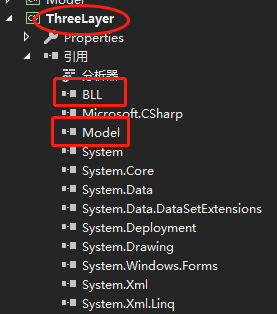 Model
C# ThreeLayer
Properties
引用
分析器
BLL
Microsoft.CSharp
Model
System
System.Core
System.Data
System.Data.DataSetExtensions
System.Deployment
System.Drawing
System.Windows.Forms
System.Xml
System.Xml.Linq